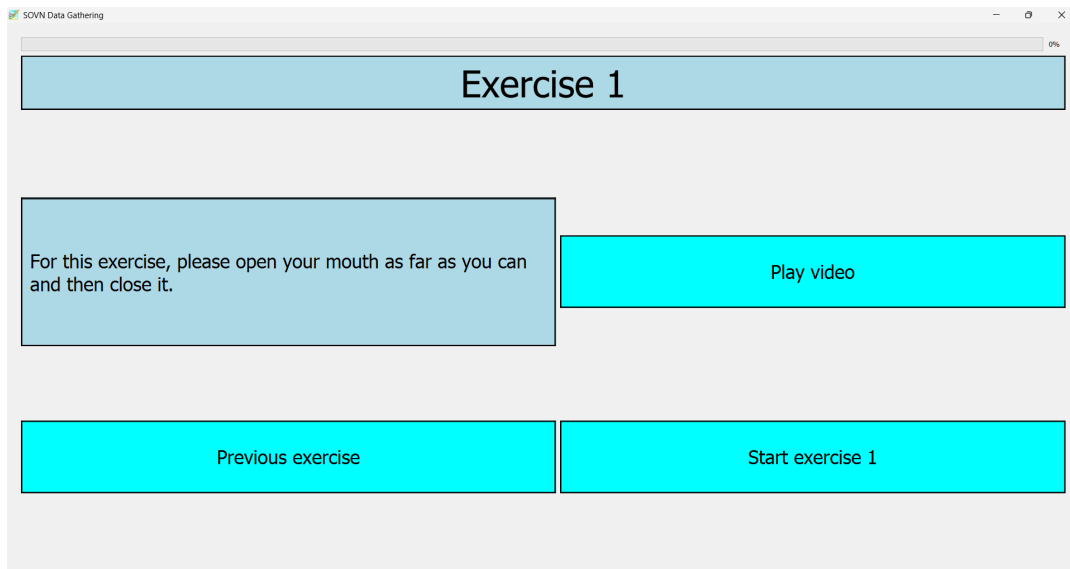 SOVN Data Gathering
0%
Exercise 1
For this exercise, please open your mouth as far as you can
and then close it.
Play video
Previous exercise
Start exercise 1